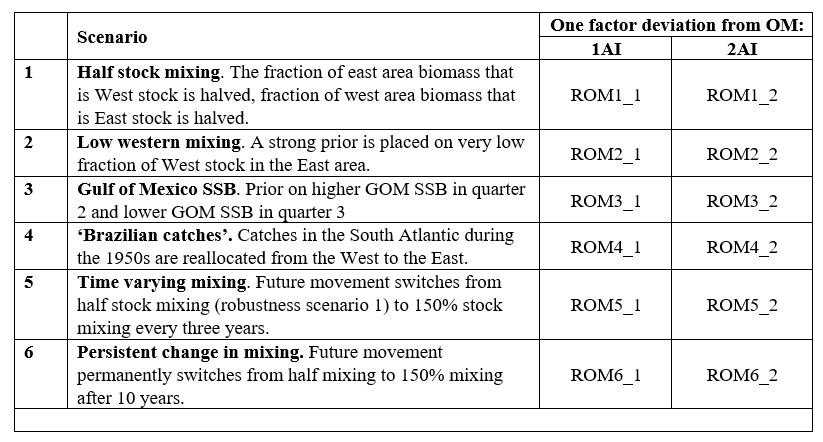 Scenario
One factor deviation from OM:
1AI 2AI
1 Half stock mixing. The fraction of east area biomass that
is West stock is halved, fraction of west area biomass that
is East stock is halved.
ROM1_1 ROM1_2
2 Low western mixing. A strong prior is placed on very low
fraction of West stock in the East area.
ROM2_1 ROM2_2
3 Gulf of Mexico SSB. Prior on higher GOM SSB in quarter
2 and lower GOM SSB in quarter 3
ROM3_1 ROM3_2
4 ‘Brazilian catches’. Catches in the South Atlantic during
the 1950s are reallocated from the West to the East.
ROM4_1 ROM4_2
5 Time varying mixing. Future movement switches from
half stock mixing (robustness scenario 1) to 150% stock
mixing every three years.
ROM5_1 ROM5_2
6 Persistent change in mixing. Future movement
permanently switches from half mixing to 150% mixing
after 10 years.
ROM6_1 ROM6_2